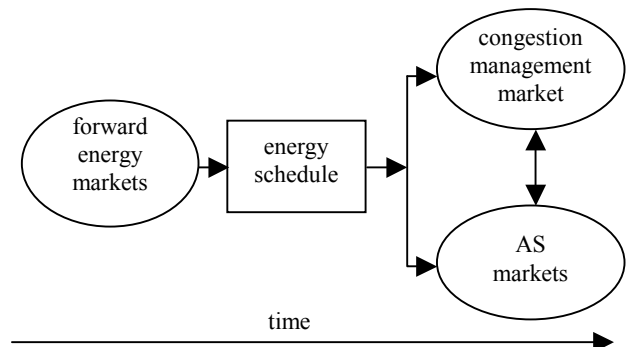 forward
energy
markets
energy
schedule
congestion
management
market
AS
markets
time